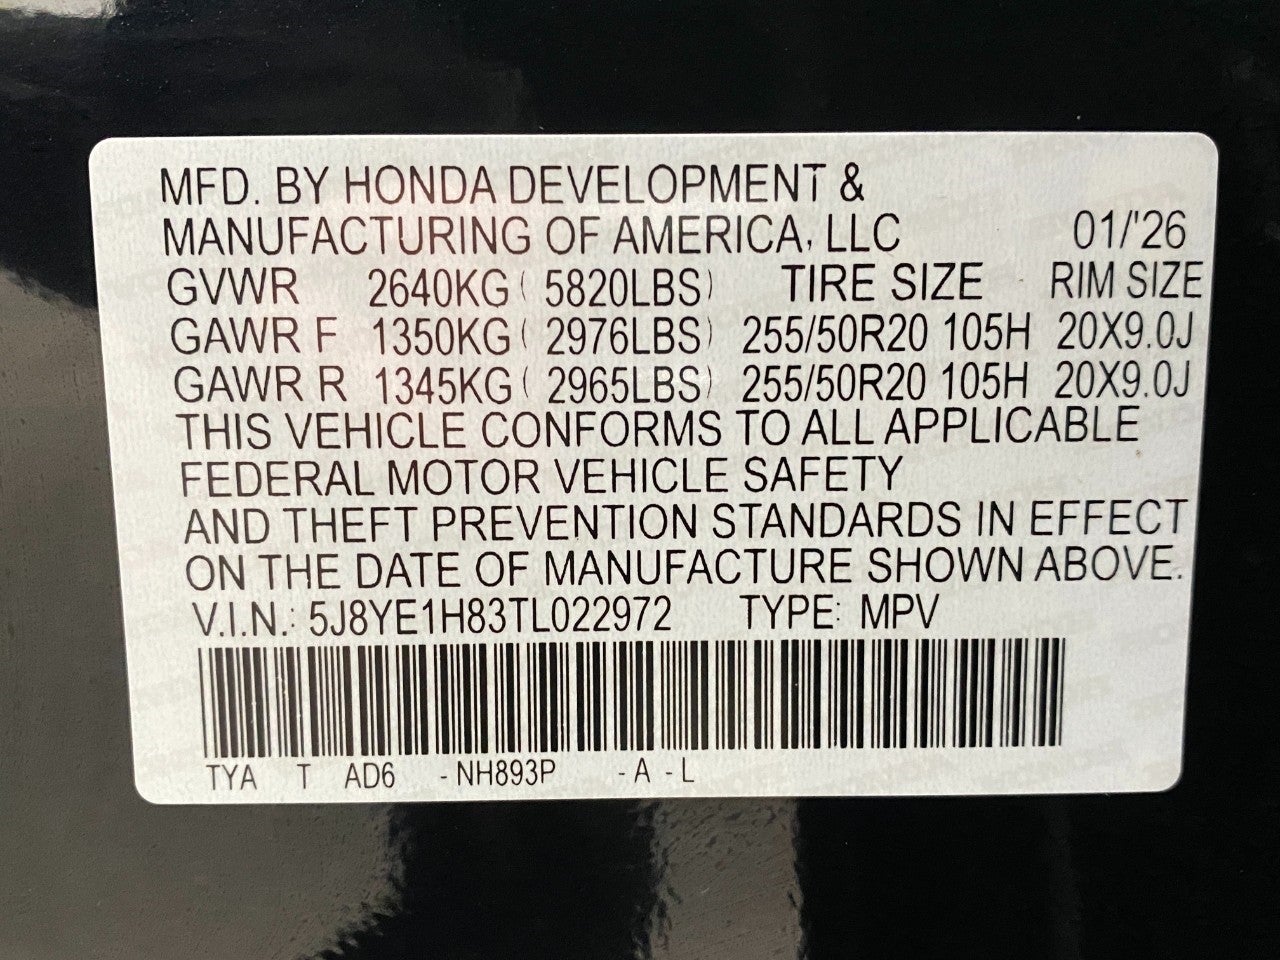 MFD. BY HONDA DEVELOPMENT &
MANUFACTURING OF AMERICA, LLC 01/'26
GVWR 2640KG ( 5820LBS) TIRE SIZE RIM SIZE
GAWR F 1350KG ( 2976LBS) 255/50R20 105H 20X9.0J
GAWR R 1345KG ( 2965LBS) 255/50R20 105H 20X9.0J
THIS VEHICLE CONFORMS TO ALL APPLICABLE
FEDERAL MOTOR VEHICLE SAFETY
AND THEFT PREVENTION STANDARDS IN EFFECT
ON THE DATE OF MANUFACTURE SHOWN ABOVE.
V.I.N.: 5J8YE1H83TL022972 TYPE: MPV
TYA T AD6 -NH893P -A -L